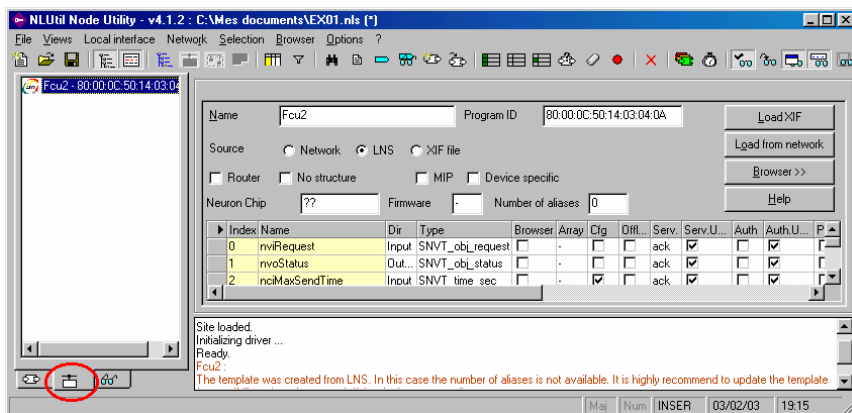 NLUtil Node Utility - v4.1.2 : C:\Mes documents\EX01.nls (*)
File Views Local interface Network Selection Browser Options ?
Fcu2 - 80:00:0C:50:14:03:04
Name Fcu2 Program ID 80:00:0C:50:14:03:04:0A Load XIF
Source Network LNS XIF file Load from network
Router No structure MIP Device specific Browser >>
Neuron Chip ?? Firmware - Number of aliases 0 Help
Index Name Dir Type Browser Array Cfg Offl... Serv. Serv.U... Auth Auth.U... P
0 nviRequest Input SNVT_obj_request - ack
1 nvoStatus Out... SNVT_obj_status - ack
2 nciMaxSendTime Input SNVT_time_sec - ack
Site loaded.
Initializing driver ...
Ready.
Fcu2 :
The template was created from LNS. In this case the number of aliases is not available. It is highly recommend to update the template
Maj Num INSER 03/02/03 19:15